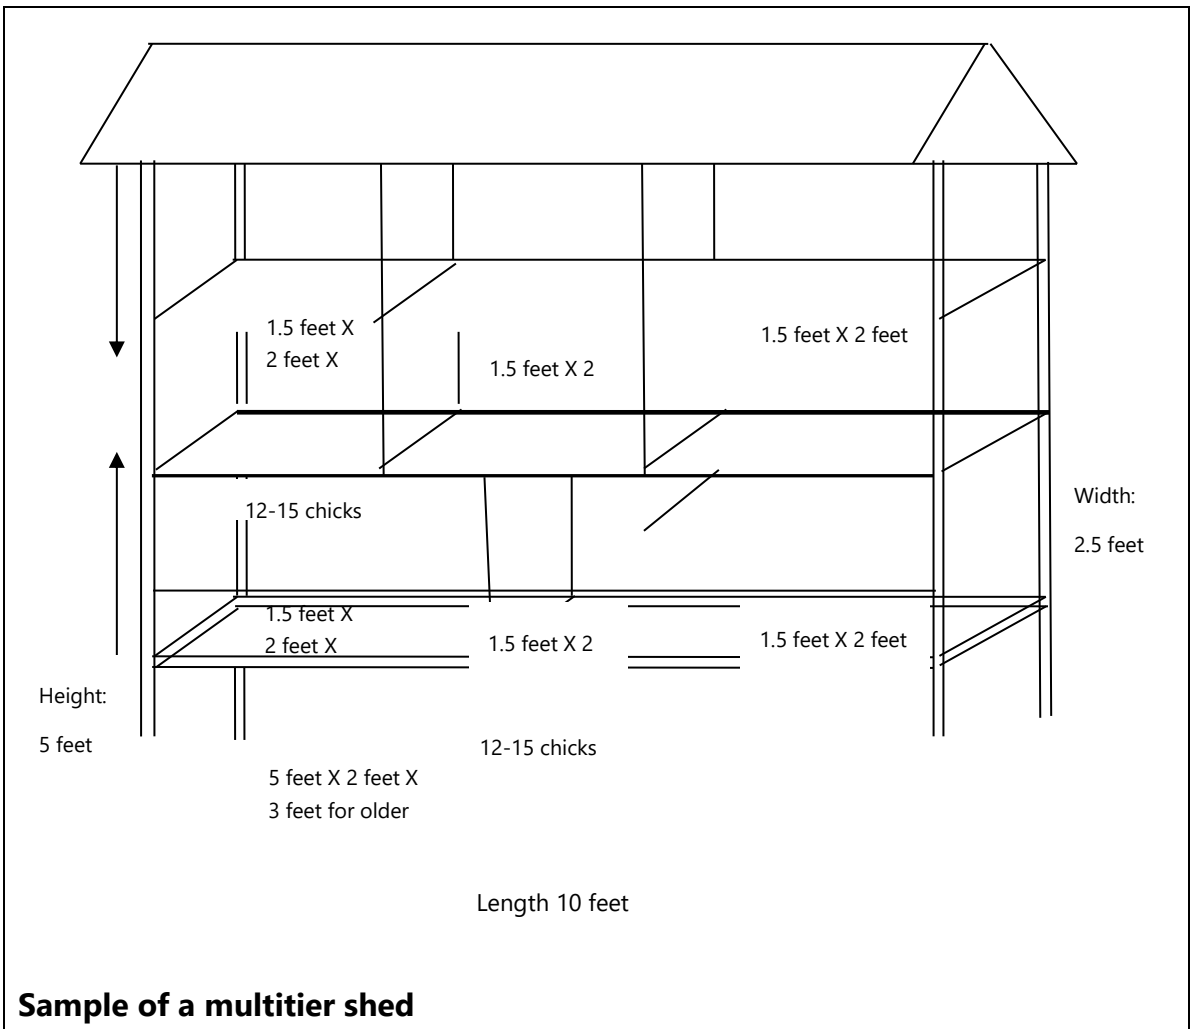 1.5 feet X
2 feet X
1.5 feet X 2
1.5 feet X 2 feet
12-15 chicks
Width:
2.5 feet
1.5 feet X
2 feet X
1.5 feet X 2
1.5 feet X 2 feet
Height:
5 feet
12-15 chicks
5 feet X 2 feet X
3 feet for older
Length 10 feet
Sample of a multitier shed